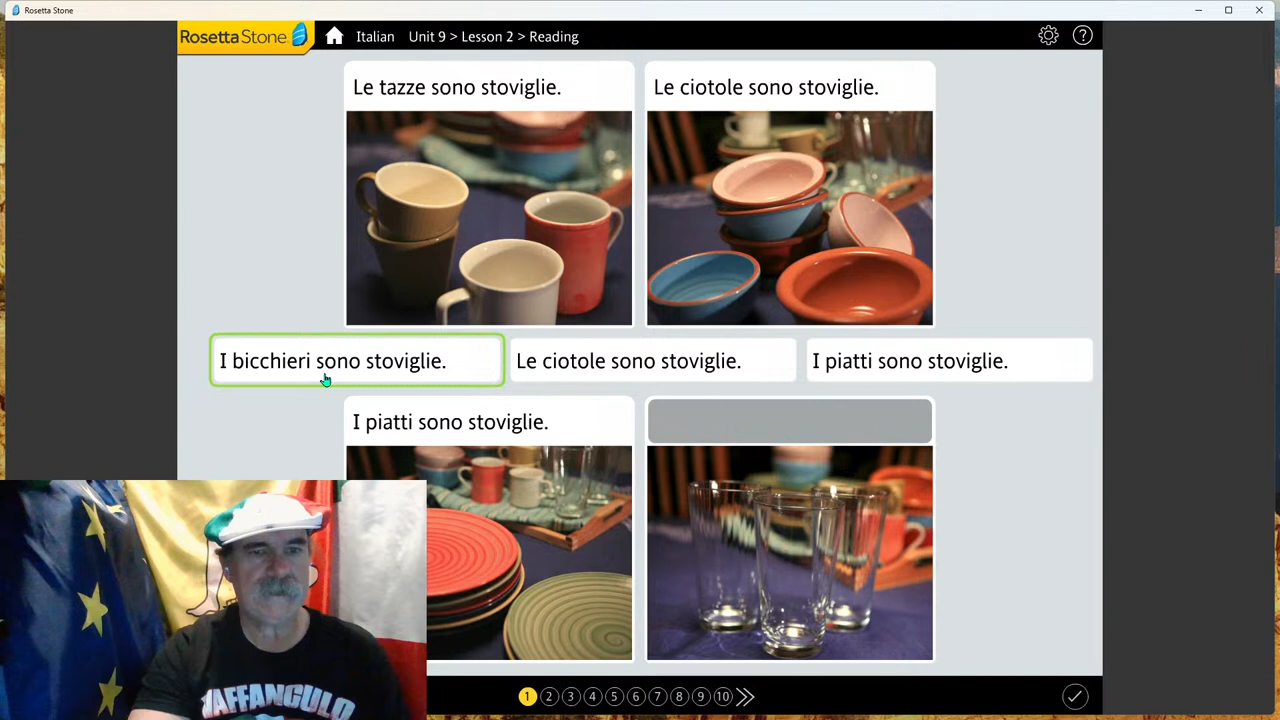 Rosetta Stone
RosettaStone Italian Unit 9 > Lesson 2 > Reading
Le tazze sono stoviglie.
Le ciotole sono stoviglie.
I bicchieri sono stoviglie.
Le ciotole sono stoviglie.
I piatti sono stoviglie.
I piatti sono stoviglie.
VAFFANGULO
1 2 3 4 5 6 7 8 9 10